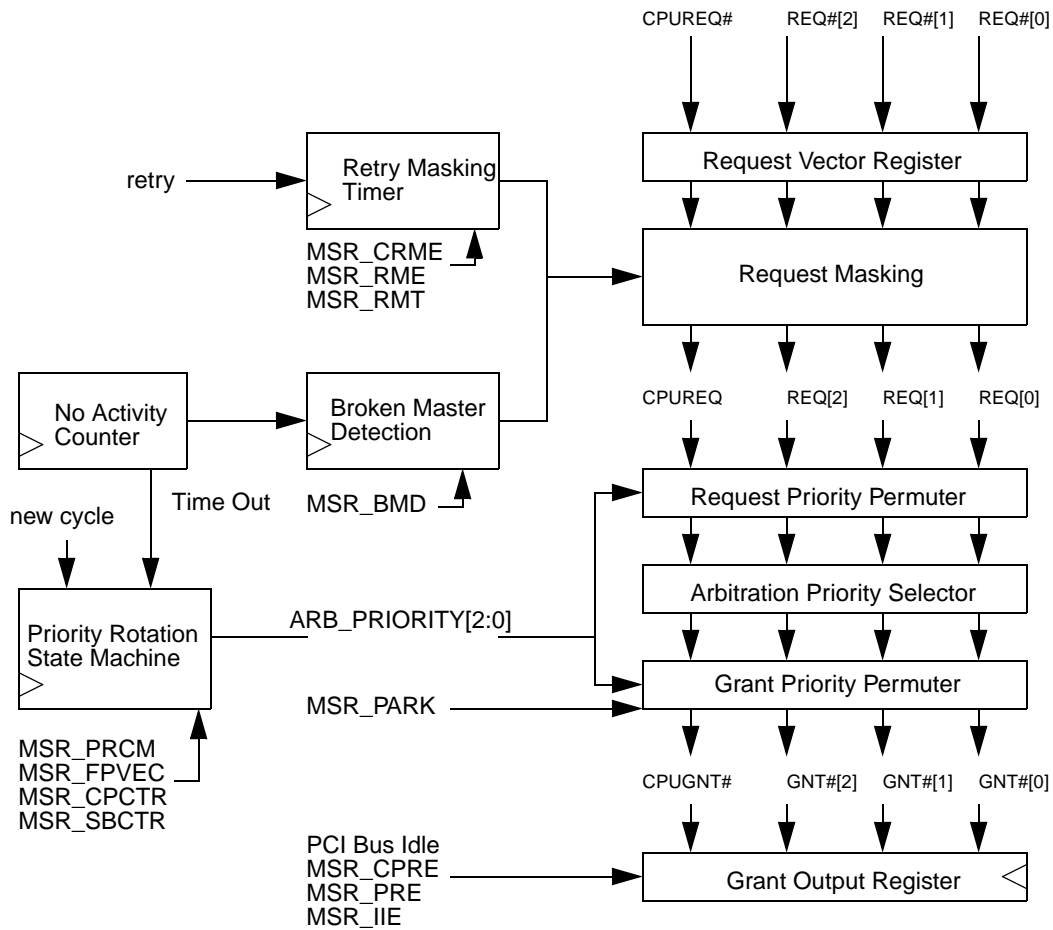 CPUREQ# REQ#[2] REQ#[1] REQ#[0]
Request Vector Register
Retry Masking
Timer
retry
MSR_CRME
MSR_RME
MSR_RMT
Request Masking
CPUREQ REQ[2] REQ[1] REQ[0]
No Activity
Counter
Broken Master
Detection
MSR_BMD
Time Out
new cycle
Request Priority Permuter
Arbitration Priority Selector
Priority Rotation
State Machine
ARB_PRIORITY[2:0]
Grant Priority Permuter
MSR_PARK
MSR_PRCM
MSR_FPVEC
MSR_CPCTR
MSR_SBCTR
CPUGNT# GNT#[2] GNT#[1] GNT#[0]
PCI Bus Idle
MSR_CPRE
MSR_PRE
MSR_IIE
Grant Output Register